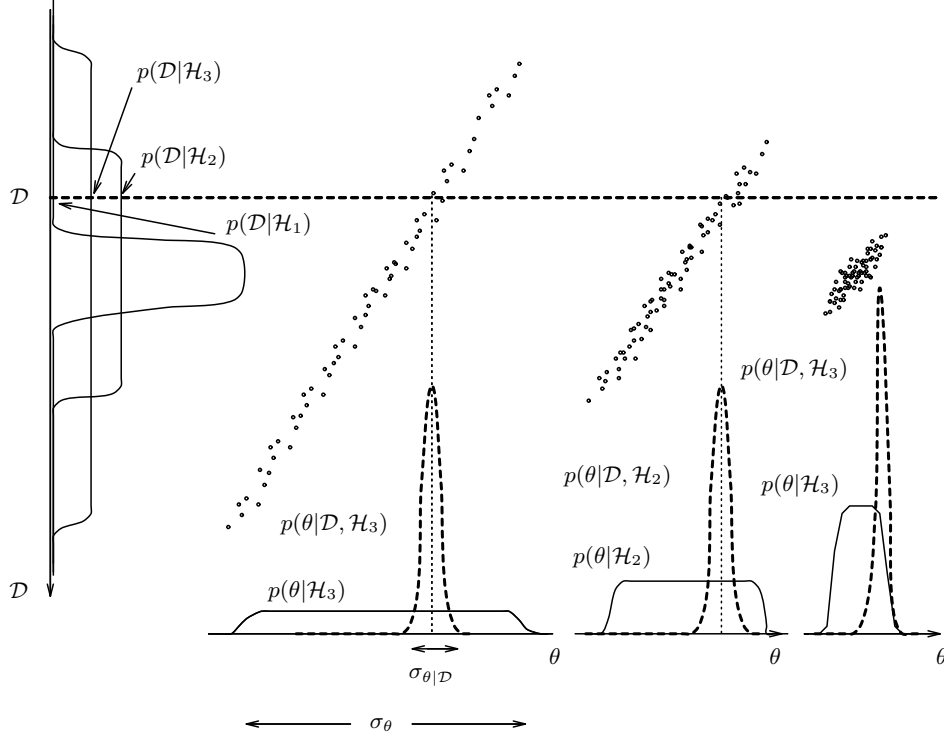 p(𝒟|ℋ₃)
p(𝒟|ℋ₂)
𝒟
p(𝒟|ℋ₁)
p(θ|𝒟, ℋ₃)
p(θ|𝒟, ℋ₂)
p(θ|ℋ₃)
p(θ|𝒟, ℋ₃)
p(θ|ℋ₂)
𝒟
p(θ|ℋ₃)
θ
θ
θ
σθ|𝒟
σθ